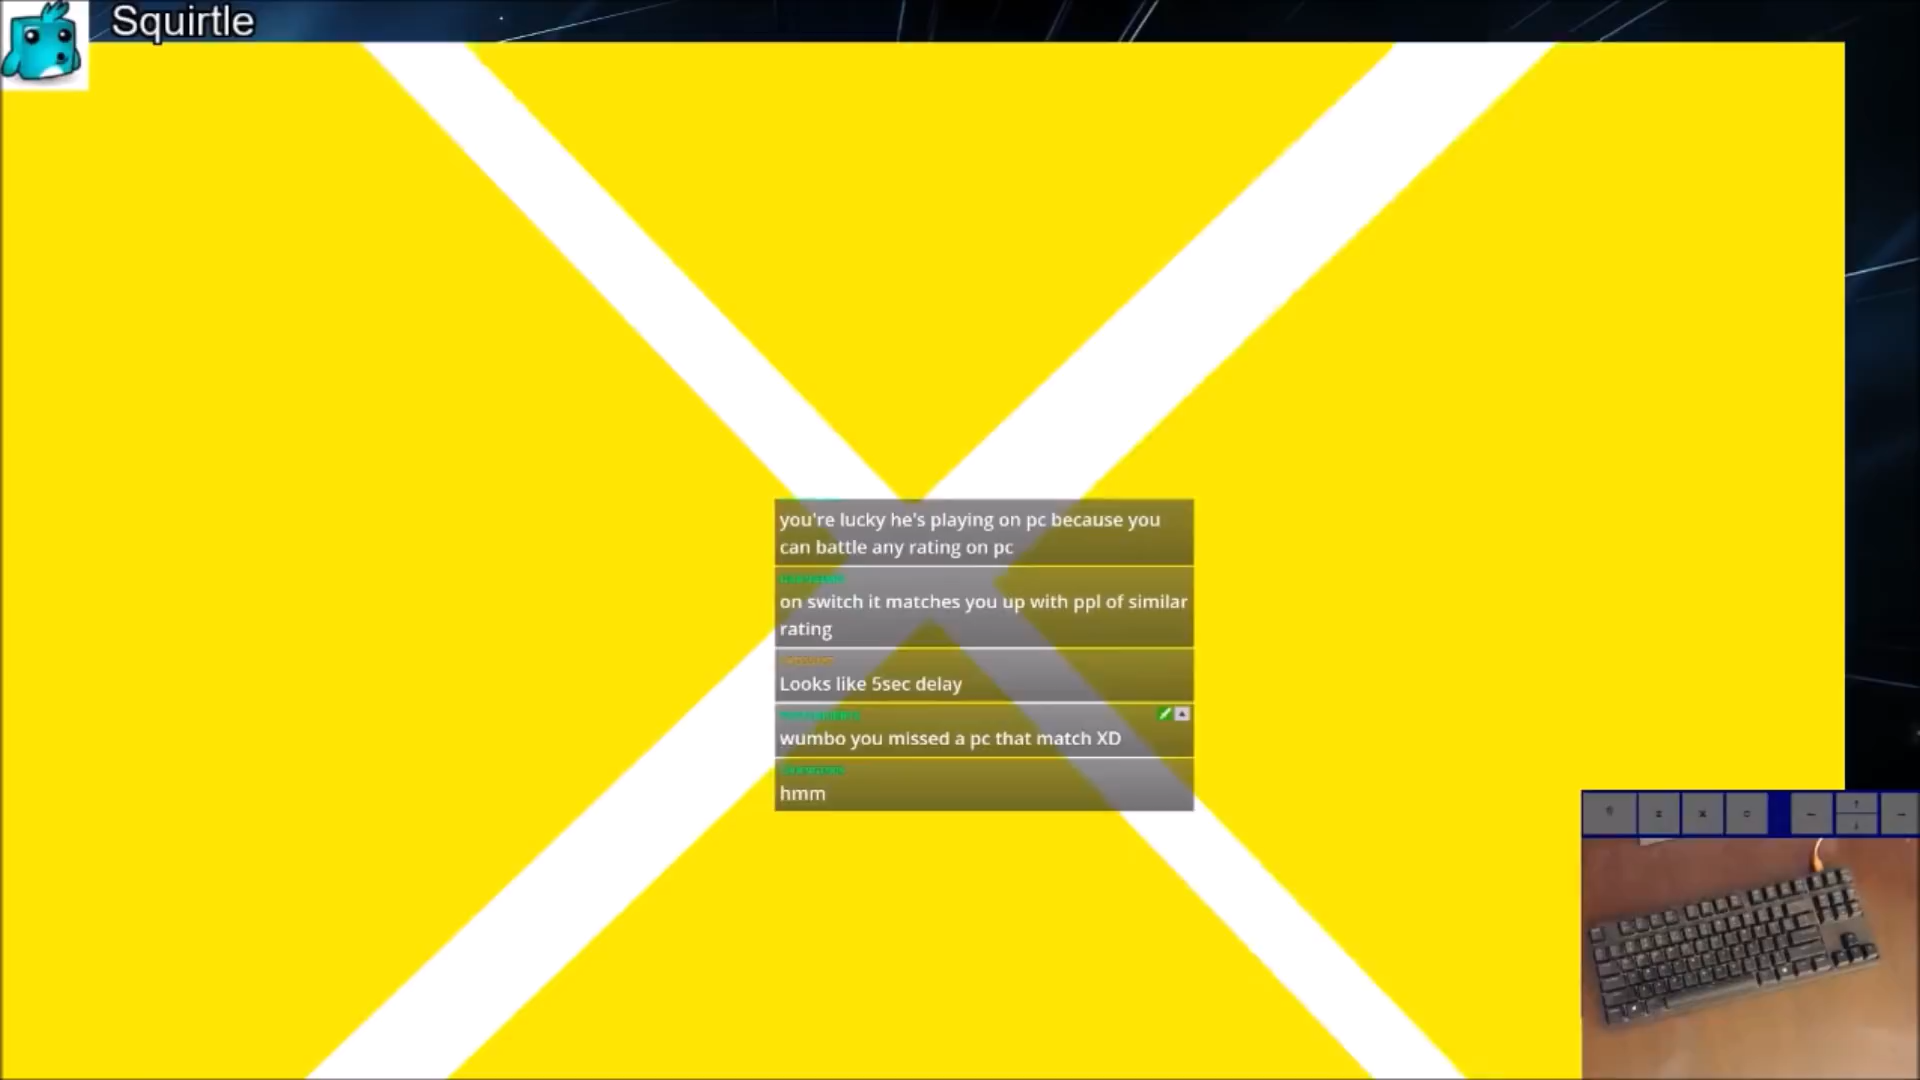 Squirtle
you're lucky he's playing on pc because you
can battle any rating on pc
on switch it matches you up with ppl of similar
rating
Looks like 5sec delay
wumbo you missed a pc that match XD
hmm
z
x
c